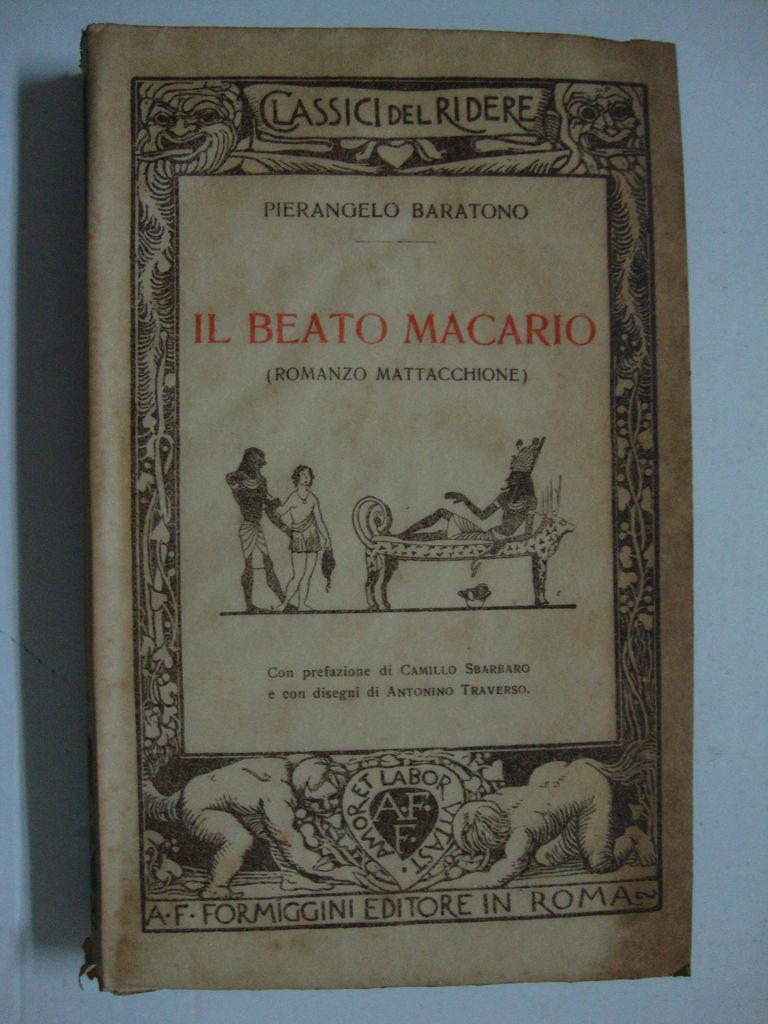 CLASSICI DEL RIDERE
PIERANGELO BARATONO
IL BEATO MACARIO
(ROMANZO MATTACCHIONE)
Con prefazione di CAMILLO SBARBARO
e con disegni di ANTONINO TRAVERSO.
AMOR ET LABOR VITAST
A·F·
F
A·F· FORMIGGINI EDITORE IN ROMA